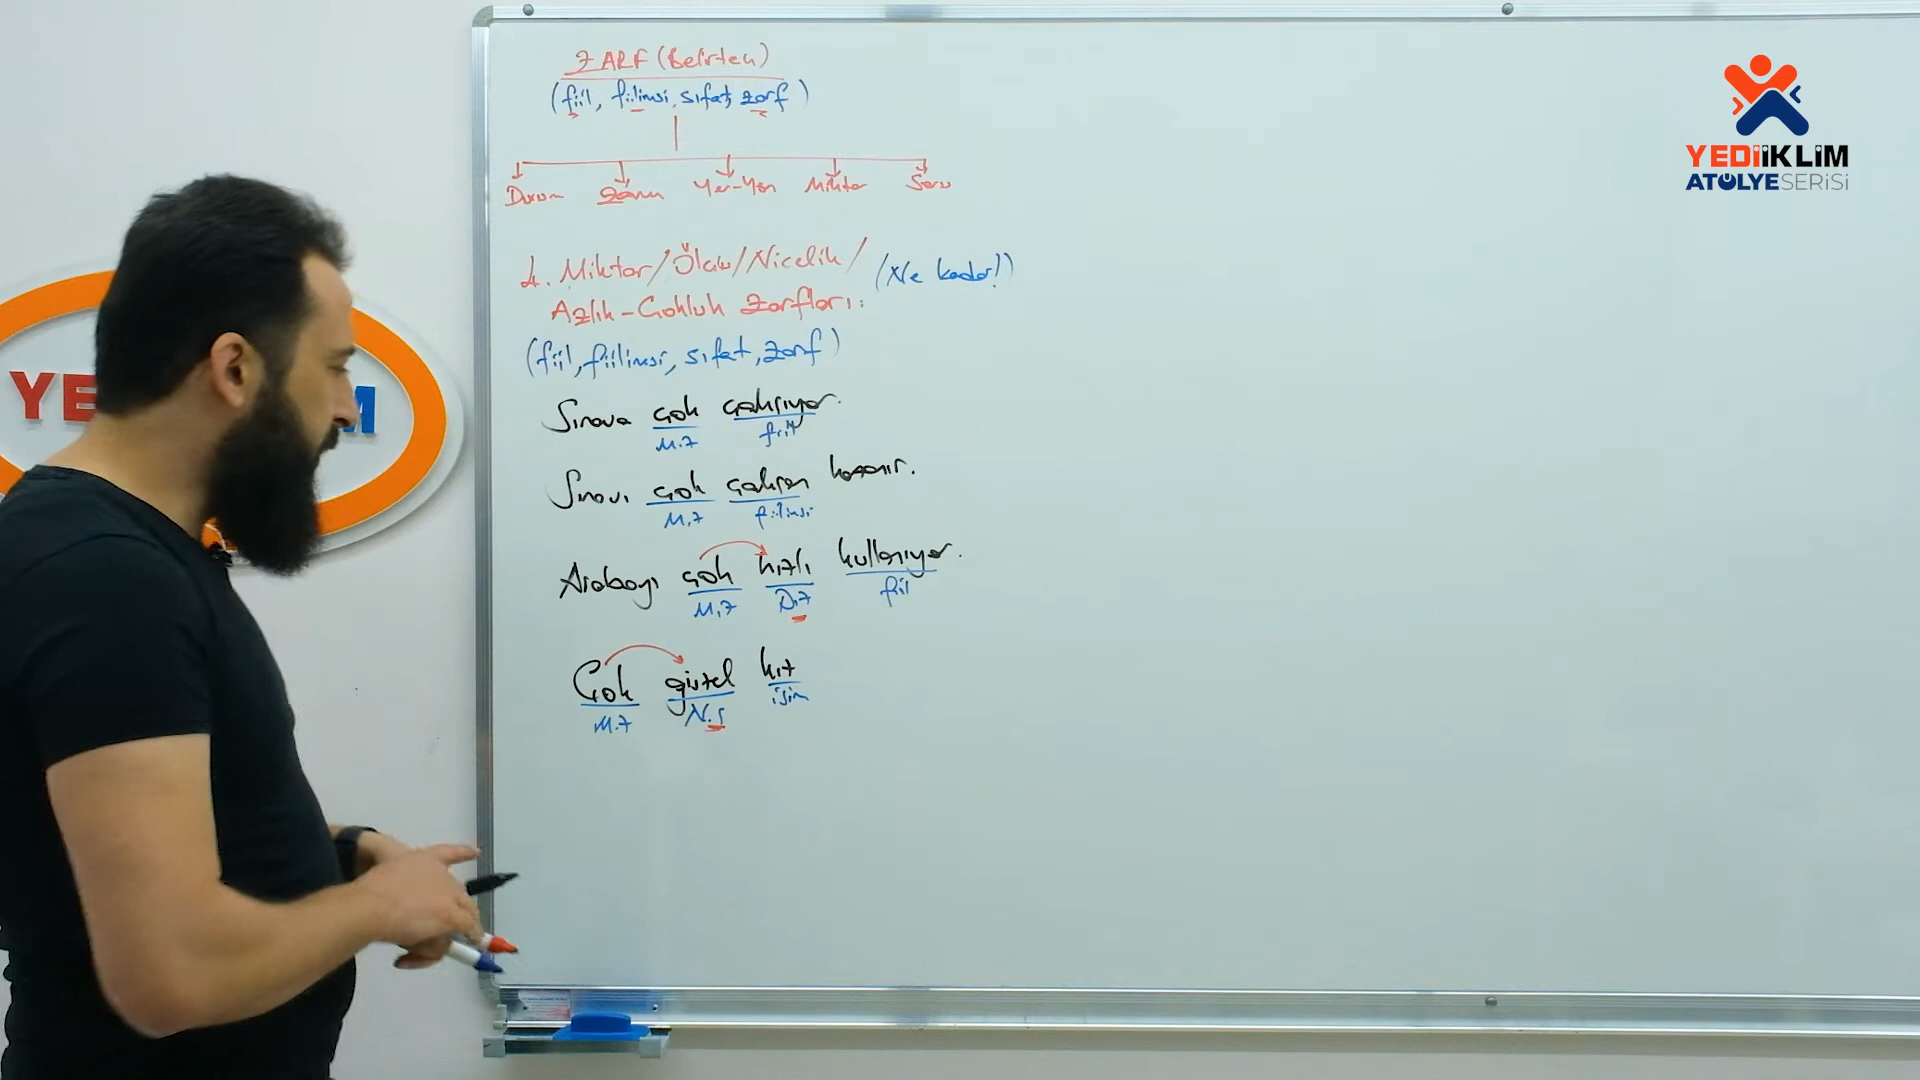 ZARF (Belirteç)
(fiil, fiilimsi, sıfat, zarf)
Durum Zaman Yer-Yön Miktar Soru
4. Miktar/Ölçü/Nicelik/ (Ne kadar?)
Azlık-Çokluk Zarfları:
(fiil, fiilimsi, sıfat, zarf)
Sınava çok çalışıyor.
M.Z fiil
Sınavı çok çalışan kazanır.
M.Z fiilimsi
Arabayı çok hızlı kullanıyor.
M.Z D.Z fiil
Çok güzel kız
M.Z N.S isim
YEDİİKLİM
ATÖLYE SERİSİ
YE M